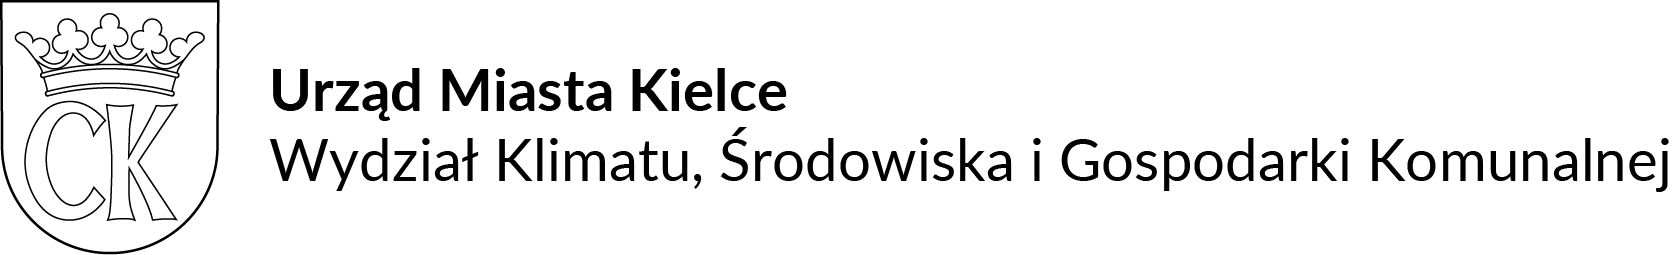 CK
Urząd Miasta Kielce
Wydział Klimatu, Środowiska i Gospodarki Komunalnej